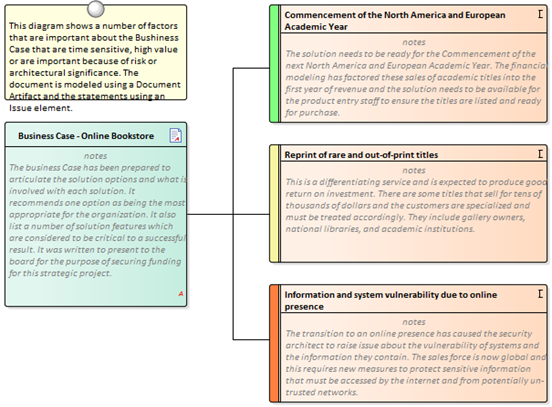 This diagram shows a number of factors
that are important about the Bushiness
Case that are time sensitive, high value
or are important because of risk or
architectural significance. The
document is modeled using a Document
Artifact and the statements using an
Issue element.
Business Case - Online Bookstore
notes
The business Case has been prepared to
articulate the solution options and what is
involved with each solution. It
recommends one option as being the most
appropriate for the organization. It also
list a number of solution features which
are considered to be critical to a successful
result. It was written to present to the
board for the purpose of securing funding
for this strategic project.
A
Commencement of the North America and European
Academic Year
I
notes
The solution needs to be ready for the Commencement of the
next North America and European Academic Year. The financial
modeling has factored these sales of academic titles into the
first year of revenue and the solution needs to be available for
the product entry staff to ensure the titles are listed and ready
for purchase.
Reprint of rare and out-of-print titles
I
notes
This is a differentiating service and is expected to produce good
return on investment. There are some titles that sell for tens of
thousands of dollars and the customers are specialized and
must be treated accordingly. They include gallery owners,
national libraries, and academic institutions.
Information and system vulnerability due to online
presence
I
notes
The transition to an online presence has caused the security
architect to raise issue about the vulnerability of systems and
the information they contain. The sales force is now global and
this requires new measures to protect sensitive information
that must be accessed by the internet and from potentially un-
trusted networks.